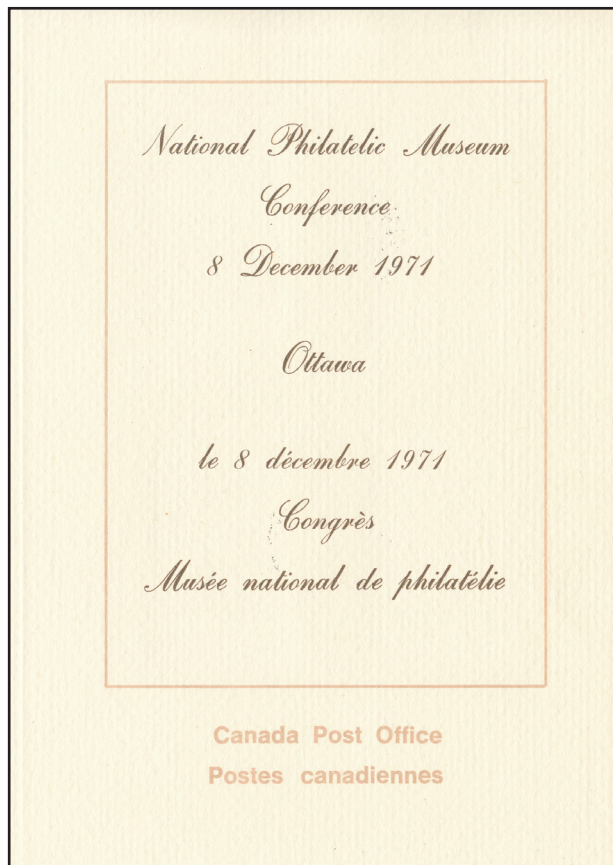 National Philatelic Museum
Conference
8 December 1971
Ottawa
le 8 décembre 1971
Congrès
Musée national de philatélie
Canada Post Office
Postes canadiennes